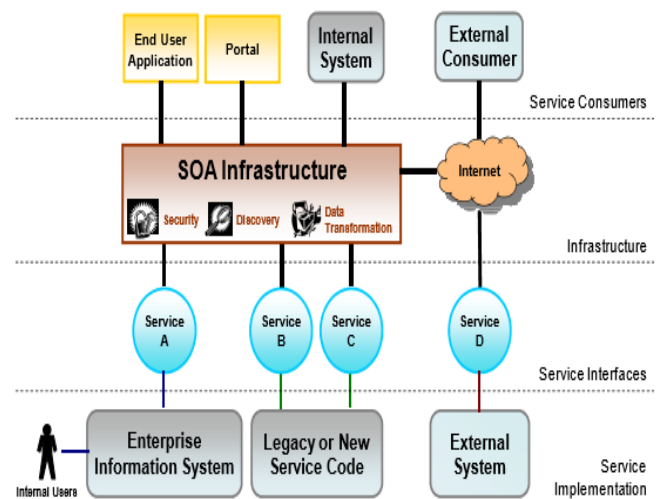 End User
Application
Portal
Internal
System
External
Consumer
Service Consumers
SOA Infrastructure
Security
Discovery
Data
Transformation
Internet
Infrastructure
Service
A
Service
B
Service
C
Service
D
Service Interfaces
Internal Users
Enterprise
Information System
Legacy or New
Service Code
External
System
Service
Implementation